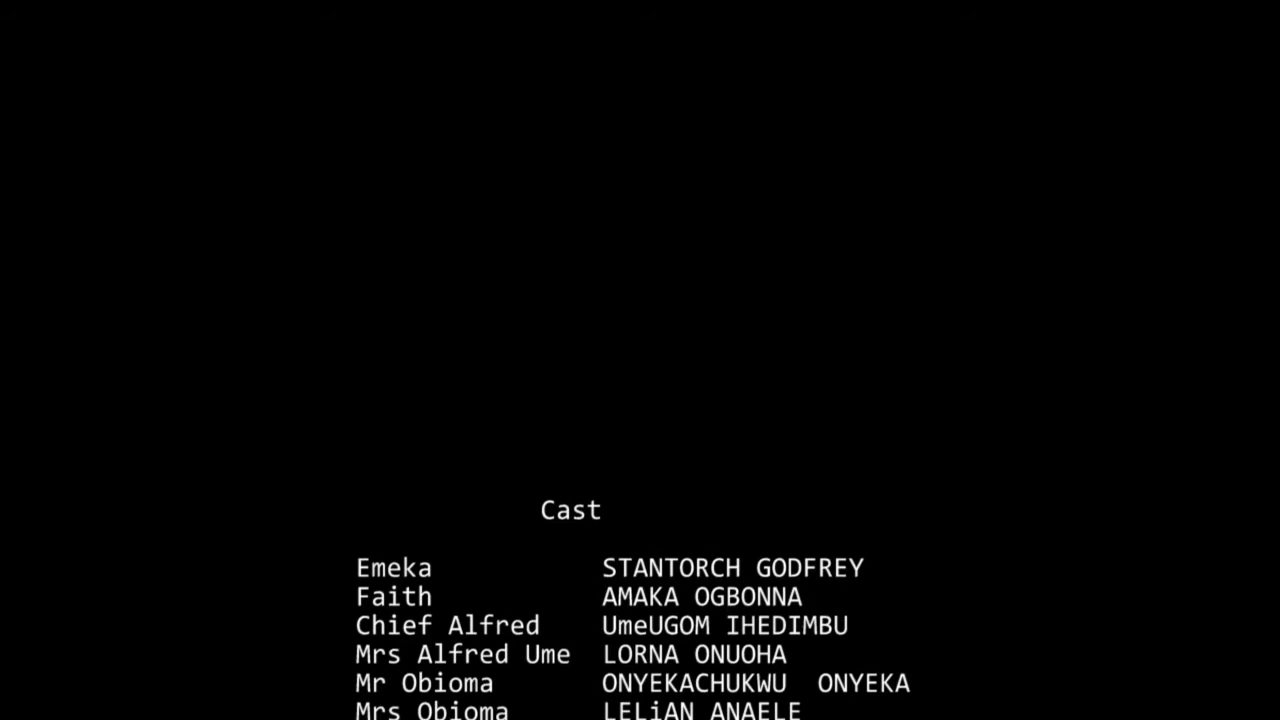 Cast
Emeka STANTORCH GODFREY
Faith AMAKA OGBONNA
Chief Alfred UmeUGOM IHEDIMBU
Mrs Alfred Ume LORNA ONUOHA
Mr Obioma ONYEKACHUKWU ONYEKA
Mrs Obioma LELiAN ANAELE